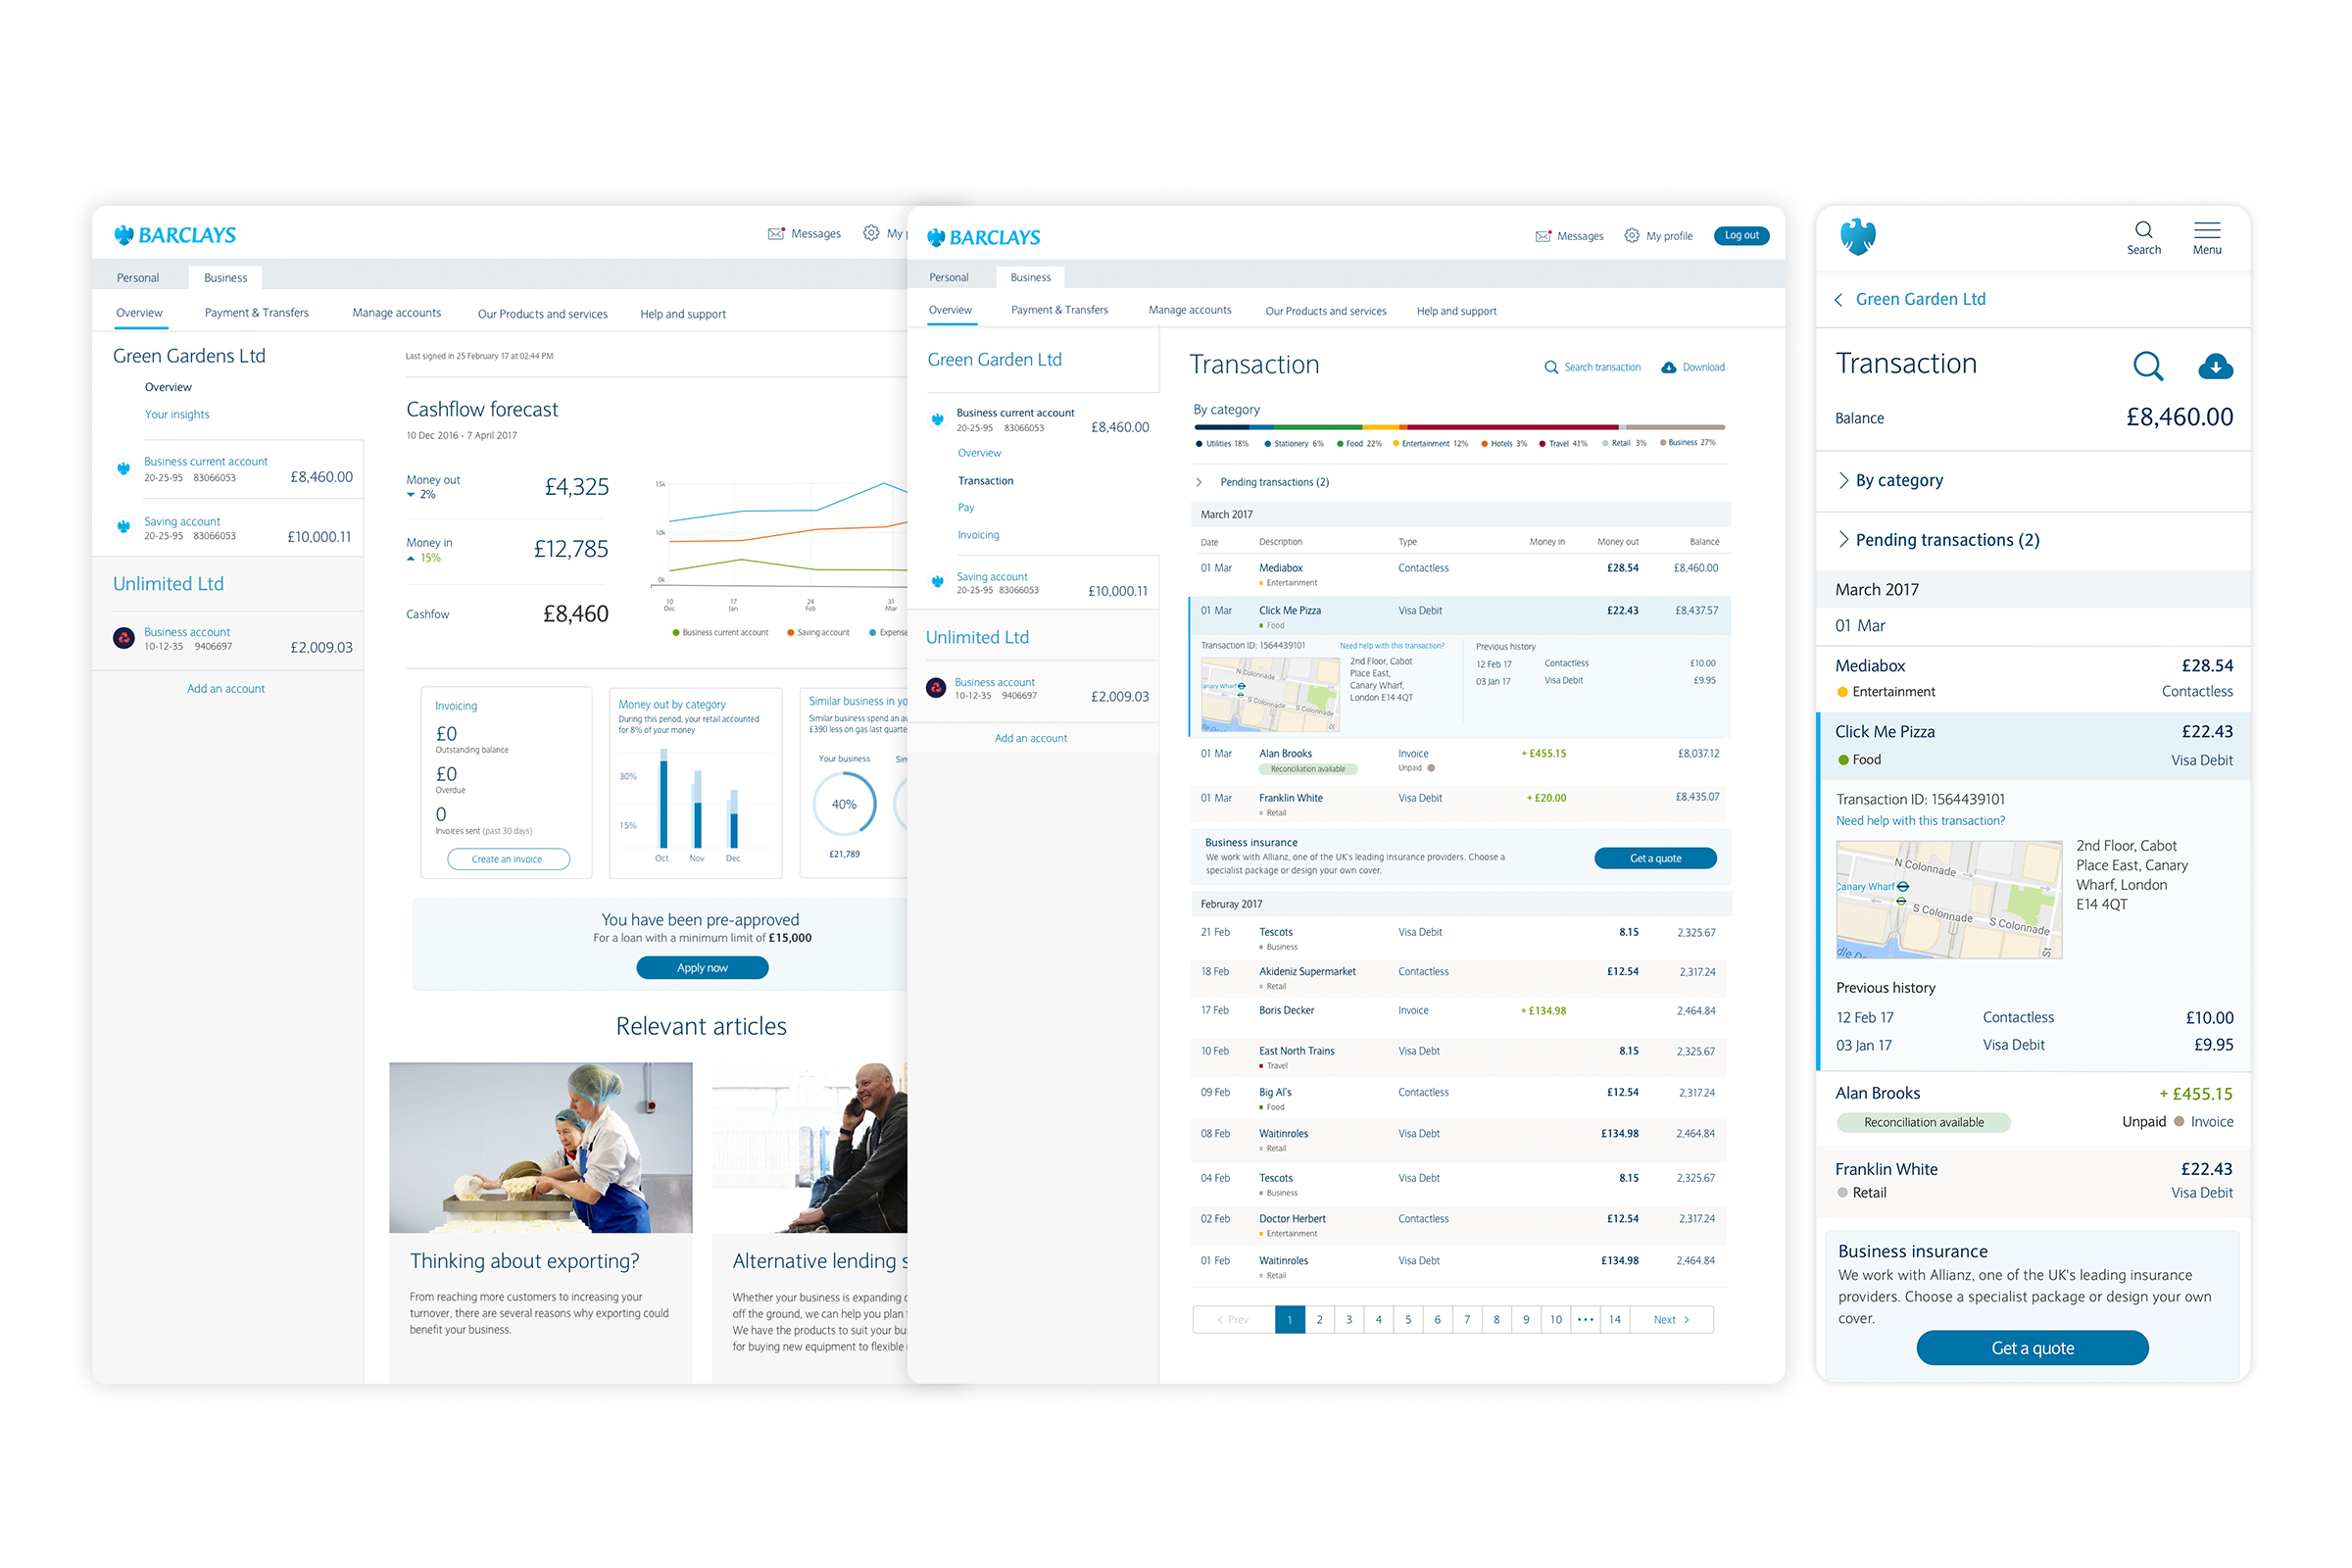 BARCLAYS
Messages
My p
Personal
Business
Overview
Payment & Transfers
Manage accounts
Our Products and services
Help and support
Green Gardens Ltd
Overview
Your insights
Business current account
20-25-95 83066053
£8,460.00
Saving account
20-25-95 83066053
£10,000.11
Unlimited Ltd
Business account
10-12-35 9406697
£2,009.03
Add an account
Last signed in 25 February 17 at 02:44 PM
Cashflow forecast
10 Dec 2016 - 7 April 2017
Money out
2%
£4,325
Money in
15%
£12,785
Cashfow
£8,460
15k
10k
0k
10 Dec
17 Jan
24 Feb
31 Mar
Business current account
Saving account
Expense
Invoicing
£0
Outstanding balance
£0
Overdue
0
Invoices sent (past 30 days)
Create an invoice
Money out by category
During this period, your retail accounted
for 8% of your money
30%
15%
Oct
Nov
Dec
Similar business in yo
Similar business spend an av
£390 less on gas last quarte
Your business
Sim
40%
£21,789
You have been pre-approved
For a loan with a minimum limit of £15,000
Apply now
Relevant articles
Thinking about exporting?
From reaching more customers to increasing your
turnover, there are several reasons why exporting could
benefit your business.
Alternative lending s
Whether your business is expanding o
off the ground, we can help you plan f
We have the products to suit your bus
for buying new equipment to flexible
BARCLAYS
Messages
My profile
Log out
Personal
Business
Overview
Payment & Transfers
Manage accounts
Our Products and services
Help and support
Green Garden Ltd
Business current account
20-25-95 83066053
£8,460.00
Overview
Transaction
Pay
Invoicing
Saving account
20-25-95 83066053
£10,000.11
Unlimited Ltd
Business account
10-12-35 9406697
£2,009.03
Add an account
Transaction
Search transaction
Download
By category
Utilities 18% Stationery 6% Food 22% Entertainment 12% Hotels 3% Travel 41% Retail 3% Business 27%
Pending transactions (2)
March 2017
Date Description Type Money in Money out Balance
01 Mar Mediabox Contactless £28.54 £8,460.00
Entertainment
01 Mar Click Me Pizza Visa Debit £22.43 £8,437.57
Food
Transaction ID: 1564439101
Need help with this transaction?
N Colonnade
Canary Wharf
S Colonnade
S Colonnade
2nd Floor, Cabot
Place East,
Canary Wharf,
London E14 4QT
Previous history
12 Feb 17 Contactless £10.00
03 Jan 17 Visa Debit £9.95
01 Mar Alan Brooks Invoice + £455.15 £8,037.12
Reconciliation available Unpaid
01 Mar Franklin White Visa Debit + £20.00 £8,435.07
Retail
Business insurance
We work with Allianz, one of the UK's leading insurance providers. Choose a
specialist package or design your own cover.
Get a quote
Februray 2017
21 Feb Tescots Visa Debit 8.15 2,325.67
Business
18 Feb Akideniz Supermarket Contactless £12.54 2,317.24
Retail
17 Feb Boris Decker Invoice + £134.98 2,464.84
10 Feb East North Trains Visa Debt 8.15 2,325.67
Travel
09 Feb Big Al's Contactless £12.54 2,317.24
Food
08 Feb Waitinroles Visa Debt £134.98 2,464.84
Retail
04 Feb Tescots Visa Debt 8.15 2,325.67
Business
02 Feb Doctor Herbert Contactless £12.54 2,317.24
Entertainment
01 Feb Waitinroles Visa Debt £134.98 2,464.84
Retail
Prev 1 2 3 4 5 6 7 8 9 10 ••• 14 Next
Search
Menu
Green Garden Ltd
Transaction
Balance
£8,460.00
By category
Pending transactions (2)
March 2017
01 Mar
Mediabox £28.54
Entertainment Contactless
Click Me Pizza £22.43
Food Visa Debit
Transaction ID: 1564439101
Need help with this transaction?
N Colonnade
Canary Wharf
S Colonnade
S Colonnade
2nd Floor, Cabot
Place East, Canary
Wharf, London
E14 4QT
Previous history
12 Feb 17 Contactless £10.00
03 Jan 17 Visa Debit £9.95
Alan Brooks + £455.15
Reconciliation available Unpaid Invoice
Franklin White £22.43
Retail Visa Debit
Business insurance
We work with Allianz, one of the UK's leading insurance
providers. Choose a specialist package or design your own
cover.
Get a quote